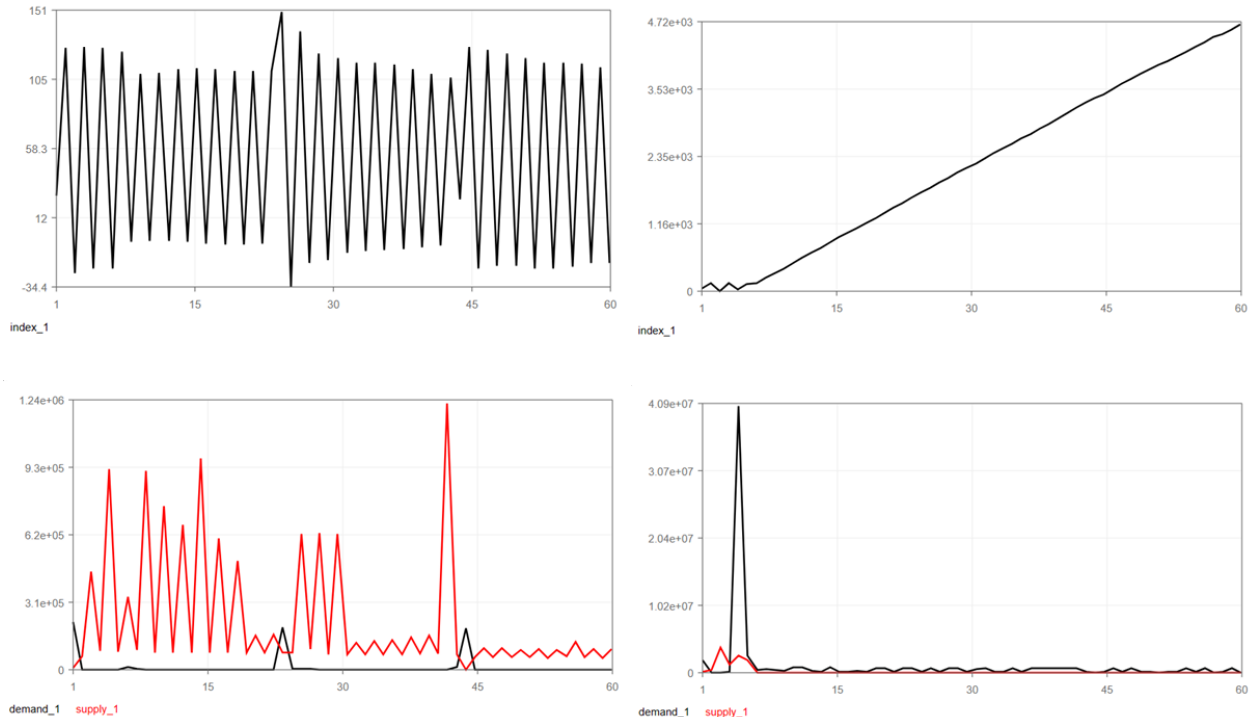 151
105
58.3
12
-34.4
1 15 30 45 60
index_1
4.72e+03
3.53e+03
2.35e+03
1.16e+03
0
1 15 30 45 60
index_1
1.24e+06
9.3e+05
6.2e+05
3.1e+05
0
1 15 30 45 60
demand_1 supply_1
4.09e+07
3.07e+07
2.04e+07
1.02e+07
0
1 15 30 45 60
demand_1 supply_1